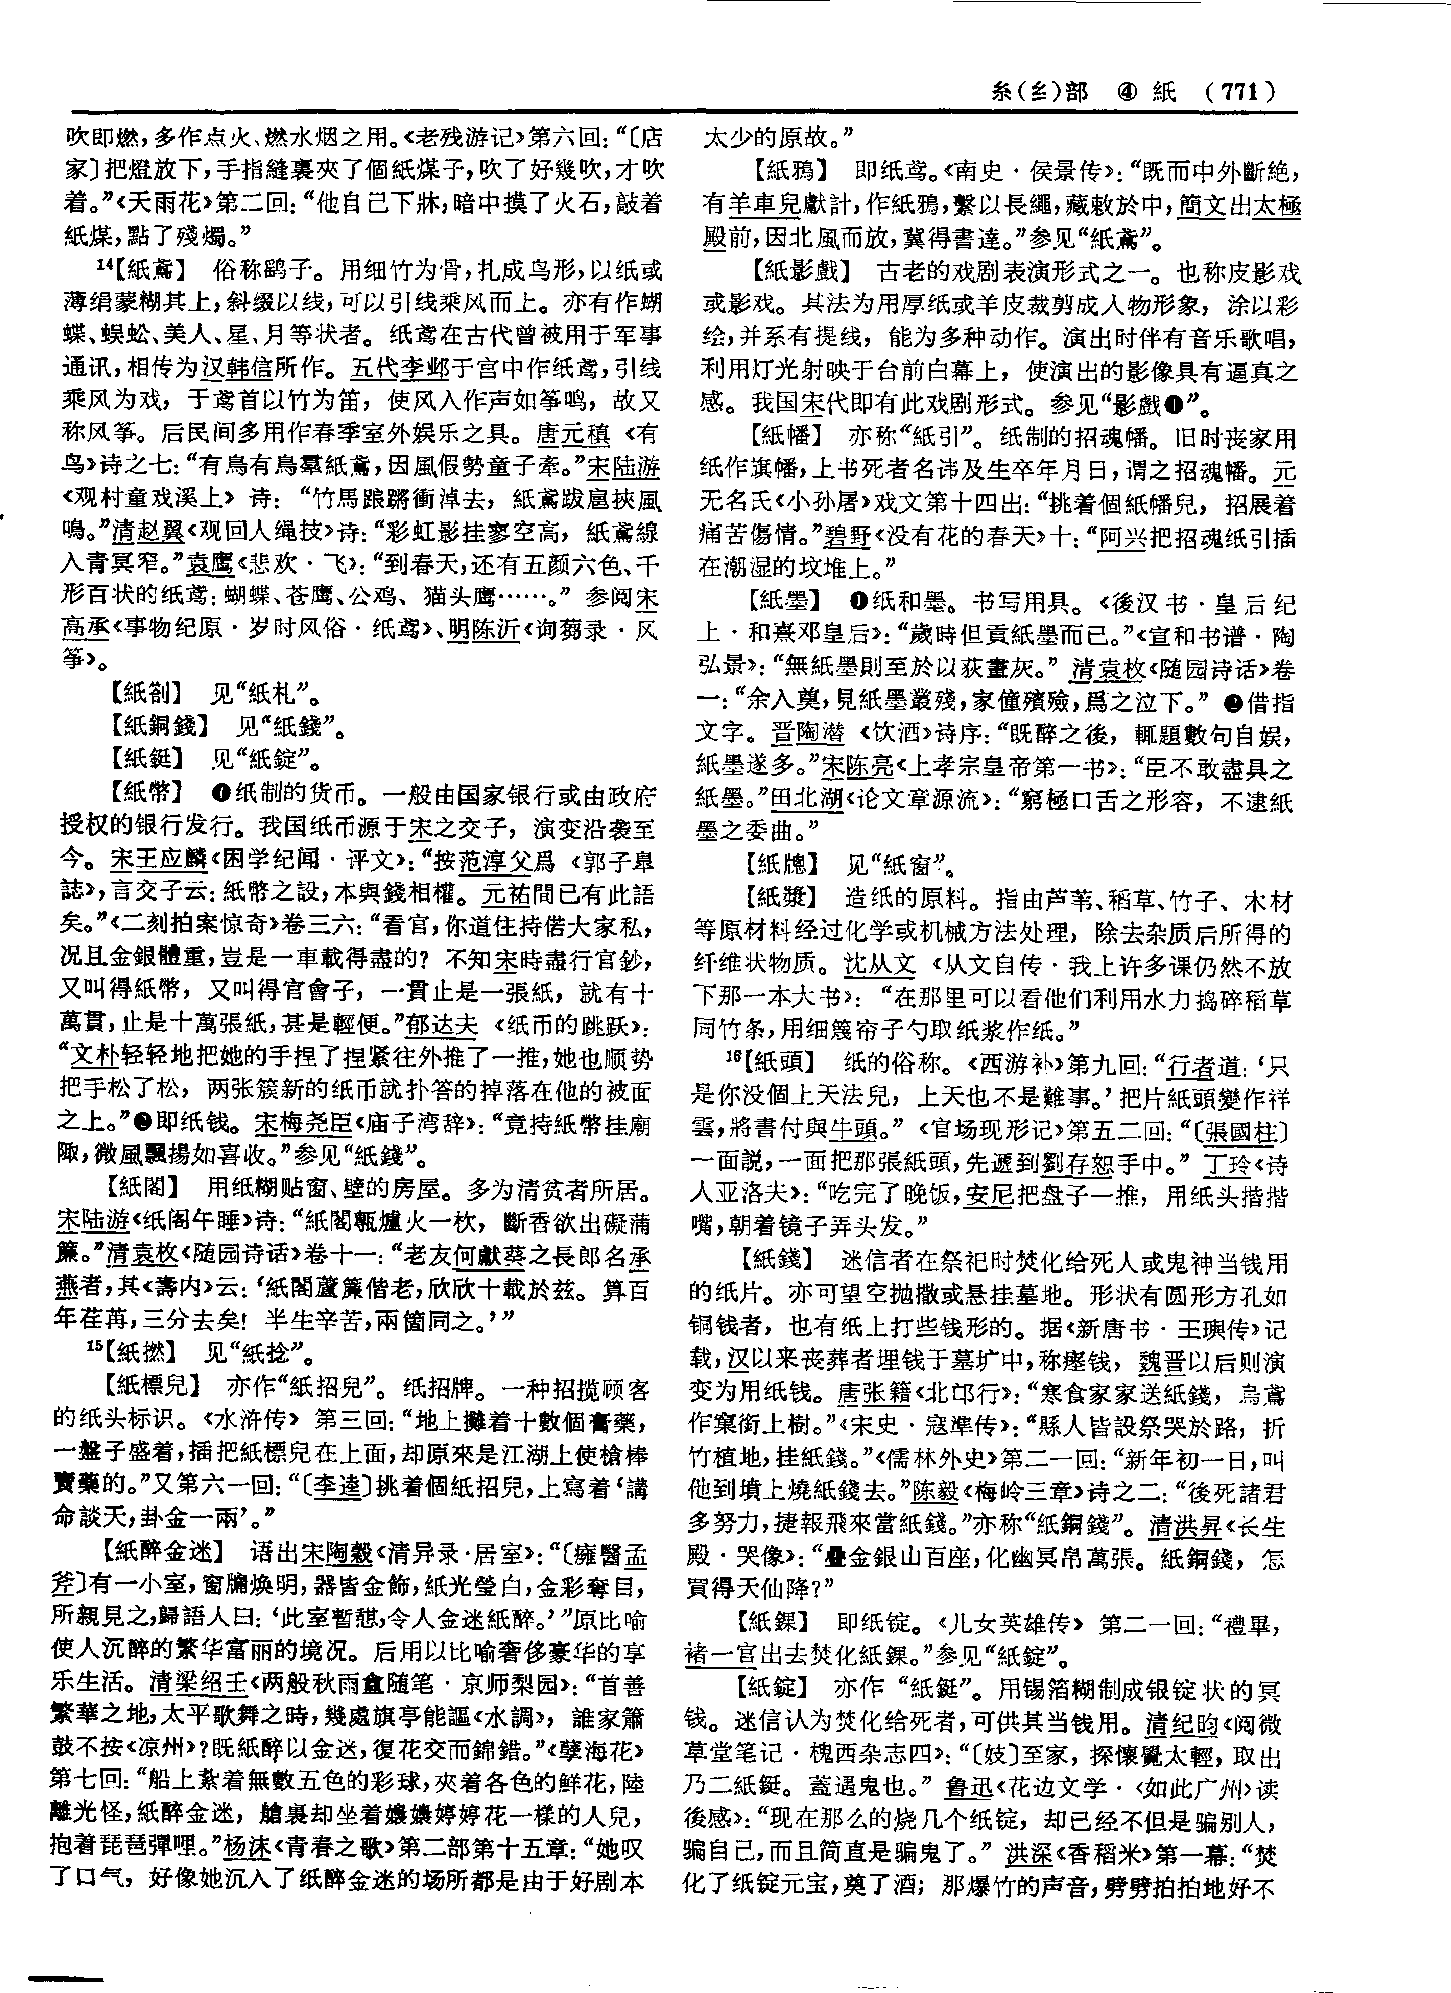 糸(糹)部 ④ 紙 (771)
吹即燃，多作点火、燃水烟之用。《老残游记》第六回：“〔店
家〕把燈放下，手指縫裏夾了個紙煤子，吹了好幾吹，才吹
着。”《天雨花》第二回：“他自己下牀，暗中摸了火石，敲着
紙煤，點了殘燭。”
¹⁴【紙鳶】 俗称鹞子。用细竹为骨，扎成鸟形，以纸或
薄绢蒙糊其上，斜缀以线，可以引线乘风而上。亦有作蝴
蝶、蜈蚣、美人、星、月等状者。纸鸢在古代曾被用于军事
通讯，相传为汉韩信所作。五代李邺于宫中作纸鸢，引线
乘风为戏，于鸢首以竹为笛，使风入作声如筝鸣，故又
称风筝。后民间多用作春季室外娱乐之具。唐元稹《有
鸟》诗之七：“有鳥有鳥羣紙鳶，因風假勢童子牽。”宋陆游
《观村童戏溪上》诗：“竹馬踉蹡衝淖去，紙鳶跋扈挾風
鳴。”清赵翼《观回人绳技》诗：“彩虹影挂寥空高，紙鳶線
入青冥窄。”袁鹰《悲欢·飞》：“到春天，还有五颜六色、千
形百状的纸鸢：蝴蝶、苍鹰、公鸡、猫头鹰……。”参阅宋
高承《事物纪原·岁时风俗·纸鸢》、明陈沂《询蒭录·风
筝》。
【紙劄】 见“紙札”。
【紙銅錢】 见“紙錢”。
【紙鋌】 见“紙錠”。
【紙幣】 ❶纸制的货币。一般由国家银行或由政府
授权的银行发行。我国纸币源于宋之交子，演变沿袭至
今。宋王应麟《困学纪闻·评文》：“按范淳父爲《郭子臯
誌》，言交子云：紙幣之設，本與錢相權。元祐間已有此語
矣。”《二刻拍案惊奇》卷三六：“看官，你道住持偌大家私，
况且金銀體重，豈是一車載得盡的？不知宋時盡行官鈔，
又叫得紙幣，又叫得官會子，一貫止是一張紙，就有十
萬貫，止是十萬張紙，甚是輕便。”郁达夫《纸币的跳跃》：
“文朴轻轻地把她的手捏了捏紧往外推了一推，她也顺势
把手松了松，两张簇新的纸币就扑答的掉落在他的被面
之上。”❷即纸钱。宋梅尧臣《庙子湾辞》：“竟持紙幣挂廟
陬，微風飄揚如喜收。”参见“紙錢”。
【紙閣】 用纸糊贴窗、壁的房屋。多为清贫者所居。
宋陆游《纸阁午睡》诗：“紙閣甎爐火一枚，斷香欲出礙蒲
簾。”清袁枚《随园诗话》卷十一：“老友何獻葵之長郎名承
燕者，其《壽内》云：‘紙閣蘆簾偕老，欣欣十載於兹。算百
年荏苒，三分去矣！半生辛苦，兩箇同之。’”
¹⁵【紙撚】 见“紙捻”。
【紙標兒】 亦作“紙招兒”。纸招牌。一种招揽顾客
的纸头标识。《水浒传》第三回：“地上攤着十數個膏藥，
一盤子盛着，插把紙標兒在上面，却原來是江湖上使槍棒
賣藥的。”又第六一回：“〔李逵〕挑着個紙招兒，上寫着‘講
命談天，卦金一兩’。”
【紙醉金迷】 语出宋陶穀《清异录·居室》：“〔癕醫孟
斧〕有一小室，窗牖焕明，器皆金飾，紙光瑩白，金彩奪目，
所親見之，歸語人曰：‘此室暫憇，令人金迷紙醉。’”原比喻
使人沉醉的繁华富丽的境况。后用以比喻奢侈豪华的享
乐生活。清梁绍壬《两般秋雨盦随笔·京师梨园》：“首善
繁華之地，太平歌舞之時，幾處旗亭能謳《水調》，誰家簫
鼓不按《凉州》？既紙醉以金迷，復花交而錦錯。”《孽海花》
第七回：“船上紮着無數五色的彩球，夾着各色的鲜花，陸
離光怪，紙醉金迷，艙裏却坐着嬝嬝婷婷花一樣的人兒，
抱着琵琶彈哩。”杨沫《青春之歌》第二部第十五章：“她叹
了口气，好像她沉入了纸醉金迷的场所都是由于好剧本
太少的原故。”
【紙鴉】 即纸鸢。《南史·侯景传》：“既而中外斷絶，
有羊車兒獻計，作紙鴉，繫以長繩，藏敕於中，簡文出太極
殿前，因北風而放，冀得書達。”参见“紙鳶”。
【紙影戲】 古老的戏剧表演形式之一。也称皮影戏
或影戏。其法为用厚纸或羊皮裁剪成人物形象，涂以彩
绘，并系有提线，能为多种动作。演出时伴有音乐歌唱，
利用灯光射映于台前白幕上，使演出的影像具有逼真之
感。我国宋代即有此戏剧形式。参见“影戲❶”。
【紙幡】 亦称“紙引”。纸制的招魂幡。旧时丧家用
纸作旗幡，上书死者名讳及生卒年月日，谓之招魂幡。元
无名氏《小孙屠》戏文第十四出：“挑着個紙幡兒，招展着
痛苦傷情。”碧野《没有花的春天》十：“阿兴把招魂纸引插
在潮湿的坟堆上。”
【紙墨】 ❶纸和墨。书写用具。《後汉书·皇后纪
上·和熹邓皇后》：“歲時但貢紙墨而已。”《宣和书谱·陶
弘景》：“無紙墨則至於以荻畫灰。”清袁枚《随园诗话》卷
一：“余入奠，見紙墨叢殘，家僮殯殮，爲之泣下。”❷借指
文字。晋陶潜《饮酒》诗序：“既醉之後，輒題數句自娱，
紙墨遂多。”宋陈亮《上孝宗皇帝第一书》：“臣不敢盡具之
紙墨。”田北湖《论文章源流》：“窮極口舌之形容，不逮紙
墨之委曲。”
【紙牕】 见“紙窗”。
【紙漿】 造纸的原料。指由芦苇、稻草、竹子、木材
等原材料经过化学或机械方法处理，除去杂质后所得的
纤维状物质。沈从文《从文自传·我上许多课仍然不放
下那一本大书》：“在那里可以看他们利用水力捣碎稻草
同竹条，用细篾帘子勺取纸浆作纸。”
¹⁶【紙頭】 纸的俗称。《西游补》第九回：“行者道：‘只
是你没個上天法兒，上天也不是難事。’把片紙頭變作祥
雲，將書付與牛頭。”《官场现形记》第五二回：“〔張國柱〕
一面説，一面把那張紙頭，先遞到劉存恕手中。”丁玲《诗
人亚洛夫》：“吃完了晚饭，安尼把盘子一推，用纸头揩揩
嘴，朝着镜子弄头发。”
【紙錢】 迷信者在祭祀时焚化给死人或鬼神当钱用
的纸片。亦可望空抛撒或悬挂墓地。形状有圆形方孔如
铜钱者，也有纸上打些钱形的。据《新唐书·王璵传》记
载，汉以来丧葬者埋钱于墓圹中，称瘗钱，魏晋以后则演
变为用纸钱。唐张籍《北邙行》：“寒食家家送紙錢，烏鳶
作窠銜上樹。”《宋史·寇準传》：“縣人皆設祭哭於路，折
竹植地，挂紙錢。”《儒林外史》第二一回：“新年初一日，叫
他到墳上燒紙錢去。”陈毅《梅岭三章》诗之二：“後死諸君
多努力，捷報飛來當紙錢。”亦称“紙銅錢”。清洪昇《长生
殿·哭像》：“疊金銀山百座，化幽冥帛萬張。紙銅錢，怎
買得天仙降？”
【紙錁】 即纸锭。《儿女英雄传》第二一回：“禮畢，
褚一官出去焚化紙錁。”参见“紙錠”。
【紙錠】 亦作“紙鋌”。用锡箔糊制成银锭状的冥
钱。迷信认为焚化给死者，可供其当钱用。清纪昀《阅微
草堂笔记·槐西杂志四》：“〔妓〕至家，探懷覺太輕，取出
乃二紙鋌。蓋遇鬼也。”鲁迅《花边文学·〈如此广州〉读
後感》：“现在那么的烧几个纸锭，却已经不但是骗别人，
骗自己，而且简直是骗鬼了。”洪深《香稻米》第一幕：“焚
化了纸锭元宝，奠了酒；那爆竹的声音，劈劈拍拍地好不